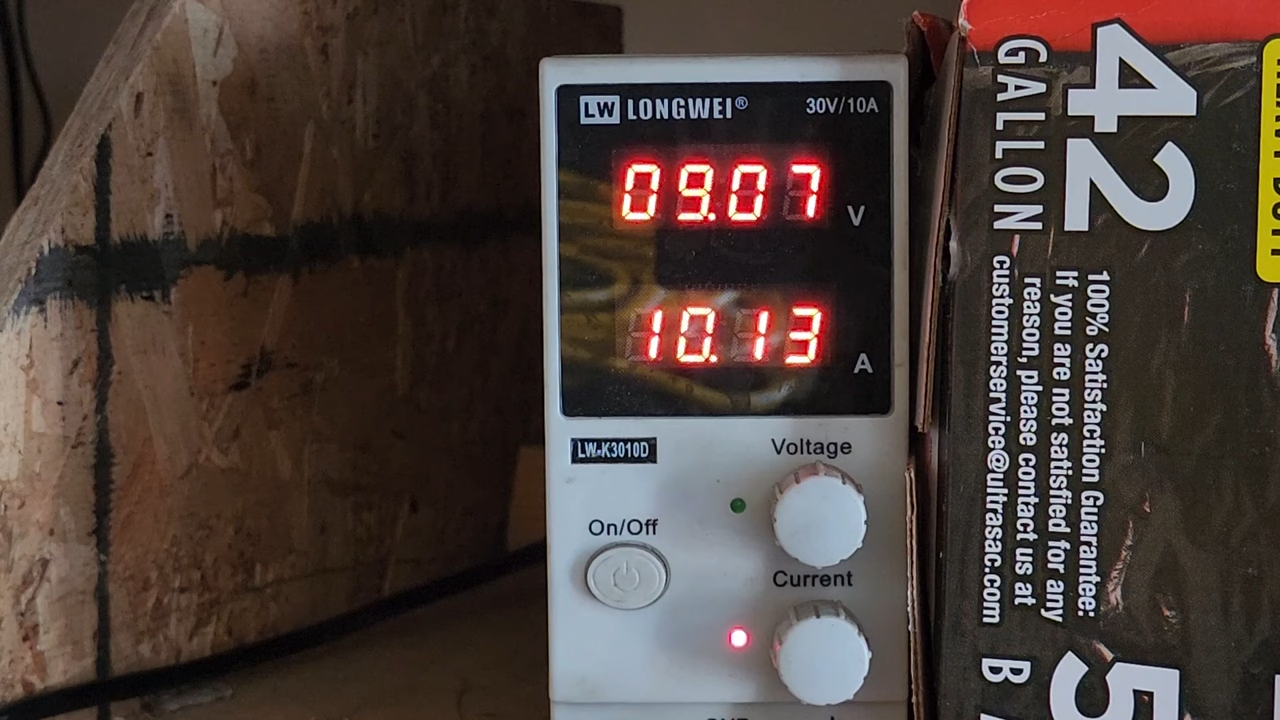 LW LONGWEI® 30V/10A
09.07 V
10.13 A
LW-K3010D
Voltage
On/Off
Current
42
GALLON
100% Satisfaction Guarantee:
If you are not satisfied for any
reason, please contact us at
customerservice@ultrasac.com
5